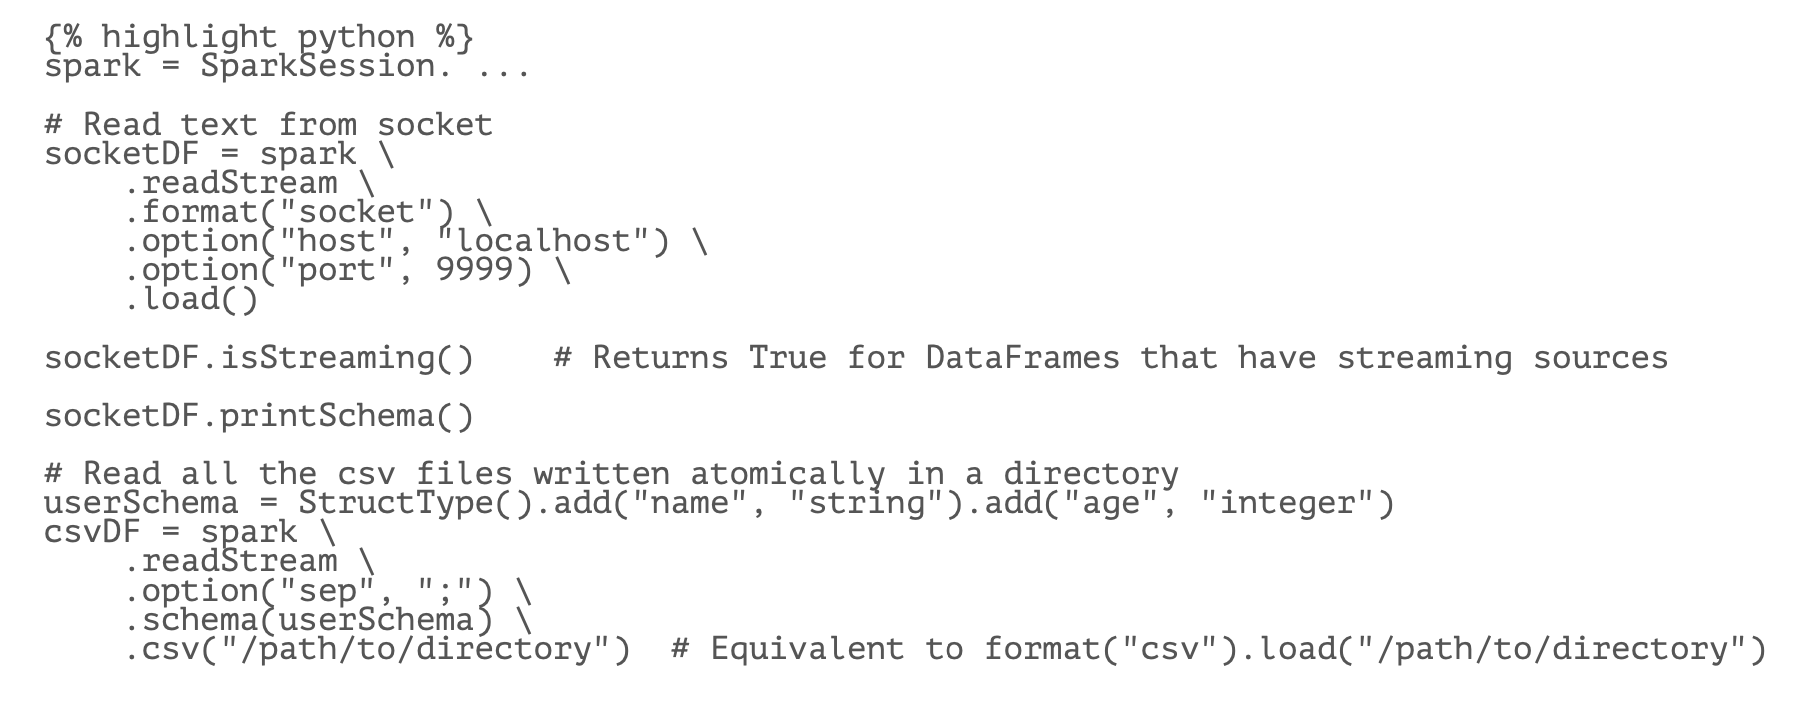 {% highlight python %}
spark = SparkSession. ...

# Read text from socket
socketDF = spark \
    .readStream \
    .format("socket") \
    .option("host", "localhost") \
    .option("port", 9999) \
    .load()

socketDF.isStreaming()    # Returns True for DataFrames that have streaming sources

socketDF.printSchema()

# Read all the csv files written atomically in a directory
userSchema = StructType().add("name", "string").add("age", "integer")
csvDF = spark \
    .readStream \
    .option("sep", ";") \
    .schema(userSchema) \
    .csv("/path/to/directory")  # Equivalent to format("csv").load("/path/to/directory")